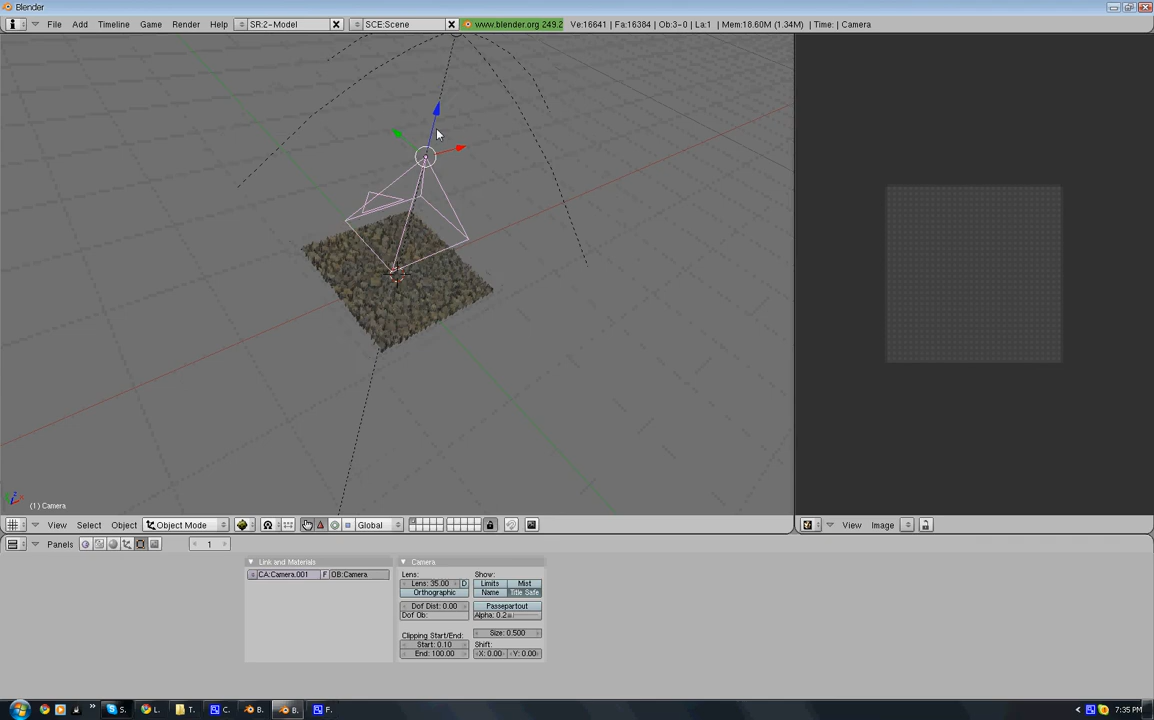 Blender
File Add Timeline Game Render Help SR:2-Model SCE:Scene www.blender.org 249.2 Ve:16641 | Fa:16384 | Ob:3-0 | La:1 | Mem:18.60M (1.34M) | Time: | Camera
(1) Camera
View Select Object Object Mode Global View Image
Panels 1
Link and Materials Camera
CA:Camera.001 F OB:Camera
Lens: Show:
Lens: 35.00 D Limits Mist
Orthographic Name Title Safe
Dof Dist: 0.00 Passepartout
Dof Ob: Alpha: 0.2
Clipping Start/End: Size: 0.500
Start: 0.10 Shift:
End: 100.00 X: 0.00 Y: 0.00
S. L. T. C. B. B. F. 7:35 PM